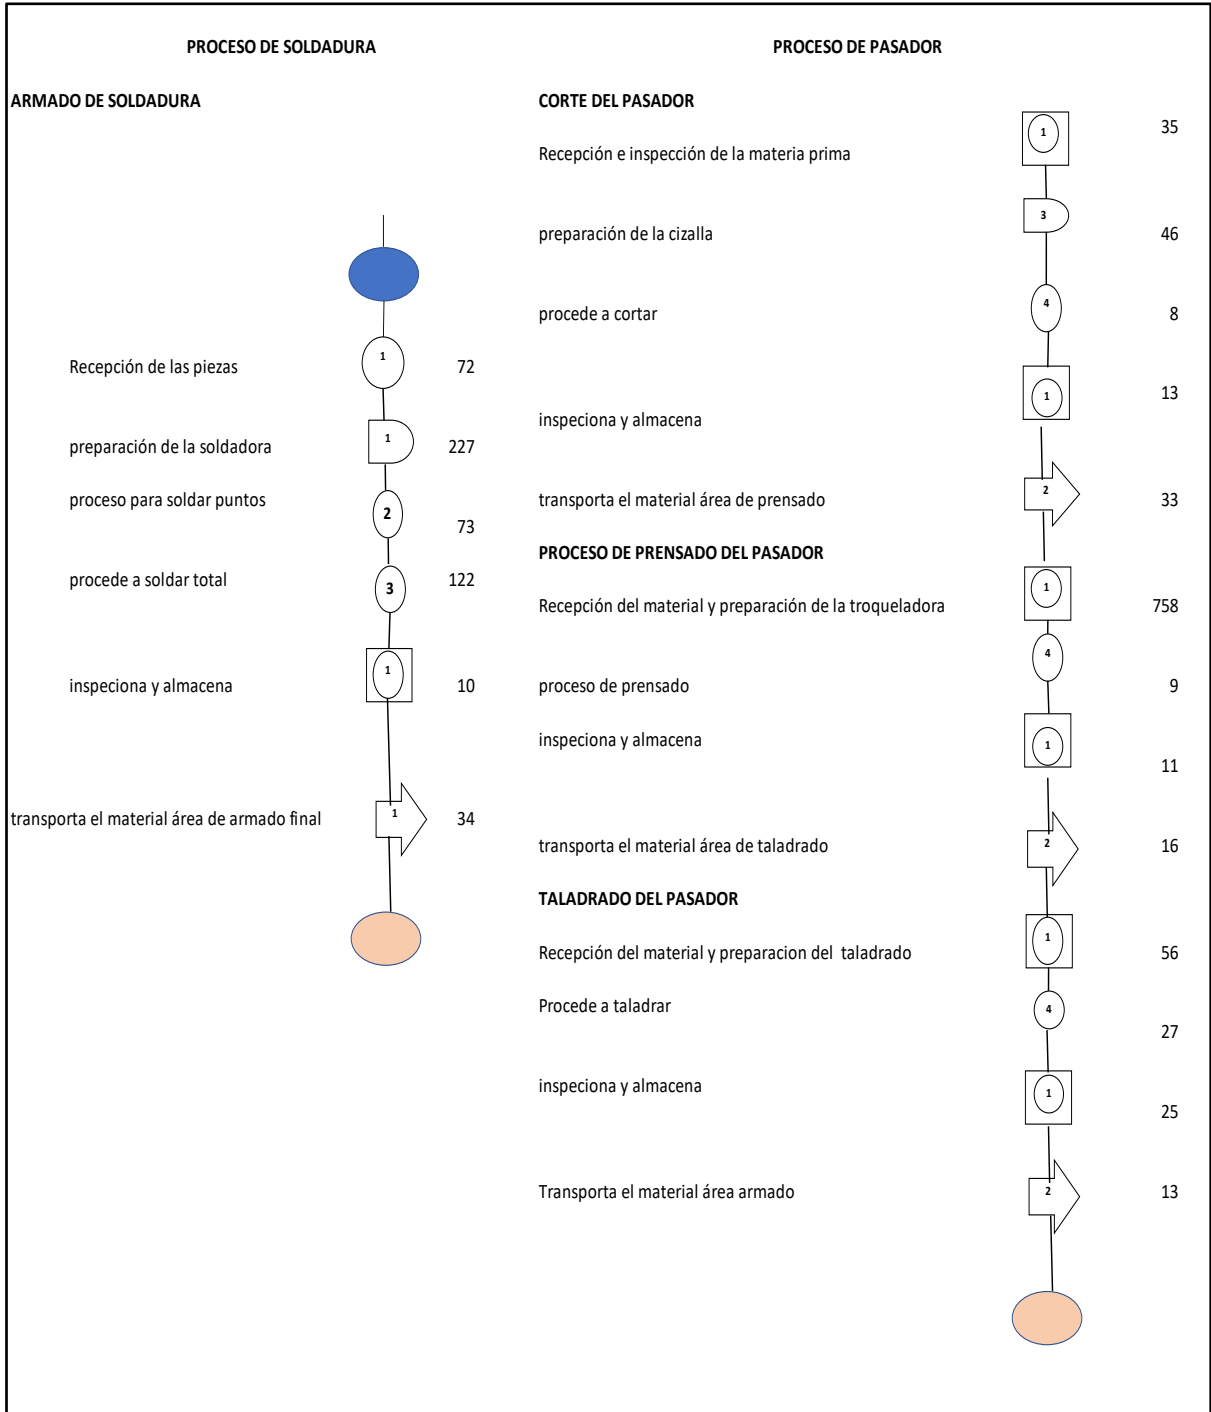 PROCESO DE SOLDADURA
ARMADO DE SOLDADURA
Recepción de las piezas 1 72
preparación de la soldadora 1 227
proceso para soldar puntos 2 73
procede a soldar total 3 122
inspeciona y almacena 1 10
transporta el material área de armado final 1 34
PROCESO DE PASADOR
CORTE DEL PASADOR
Recepción e inspección de la materia prima 1 35
preparación de la cizalla 3 46
procede a cortar 4 8
inspeciona y almacena 1 13
transporta el material área de prensado 2 33
PROCESO DE PRENSADO DEL PASADOR
Recepción del material y preparación de la troqueladora 1 758
proceso de prensado 4 9
inspeciona y almacena 1 11
transporta el material área de taladrado 2 16
TALADRADO DEL PASADOR
Recepción del material y preparacion del taladrado 1 56
Procede a taladrar 4 27
inspeciona y almacena 1 25
Transporta el material área armado 2 13